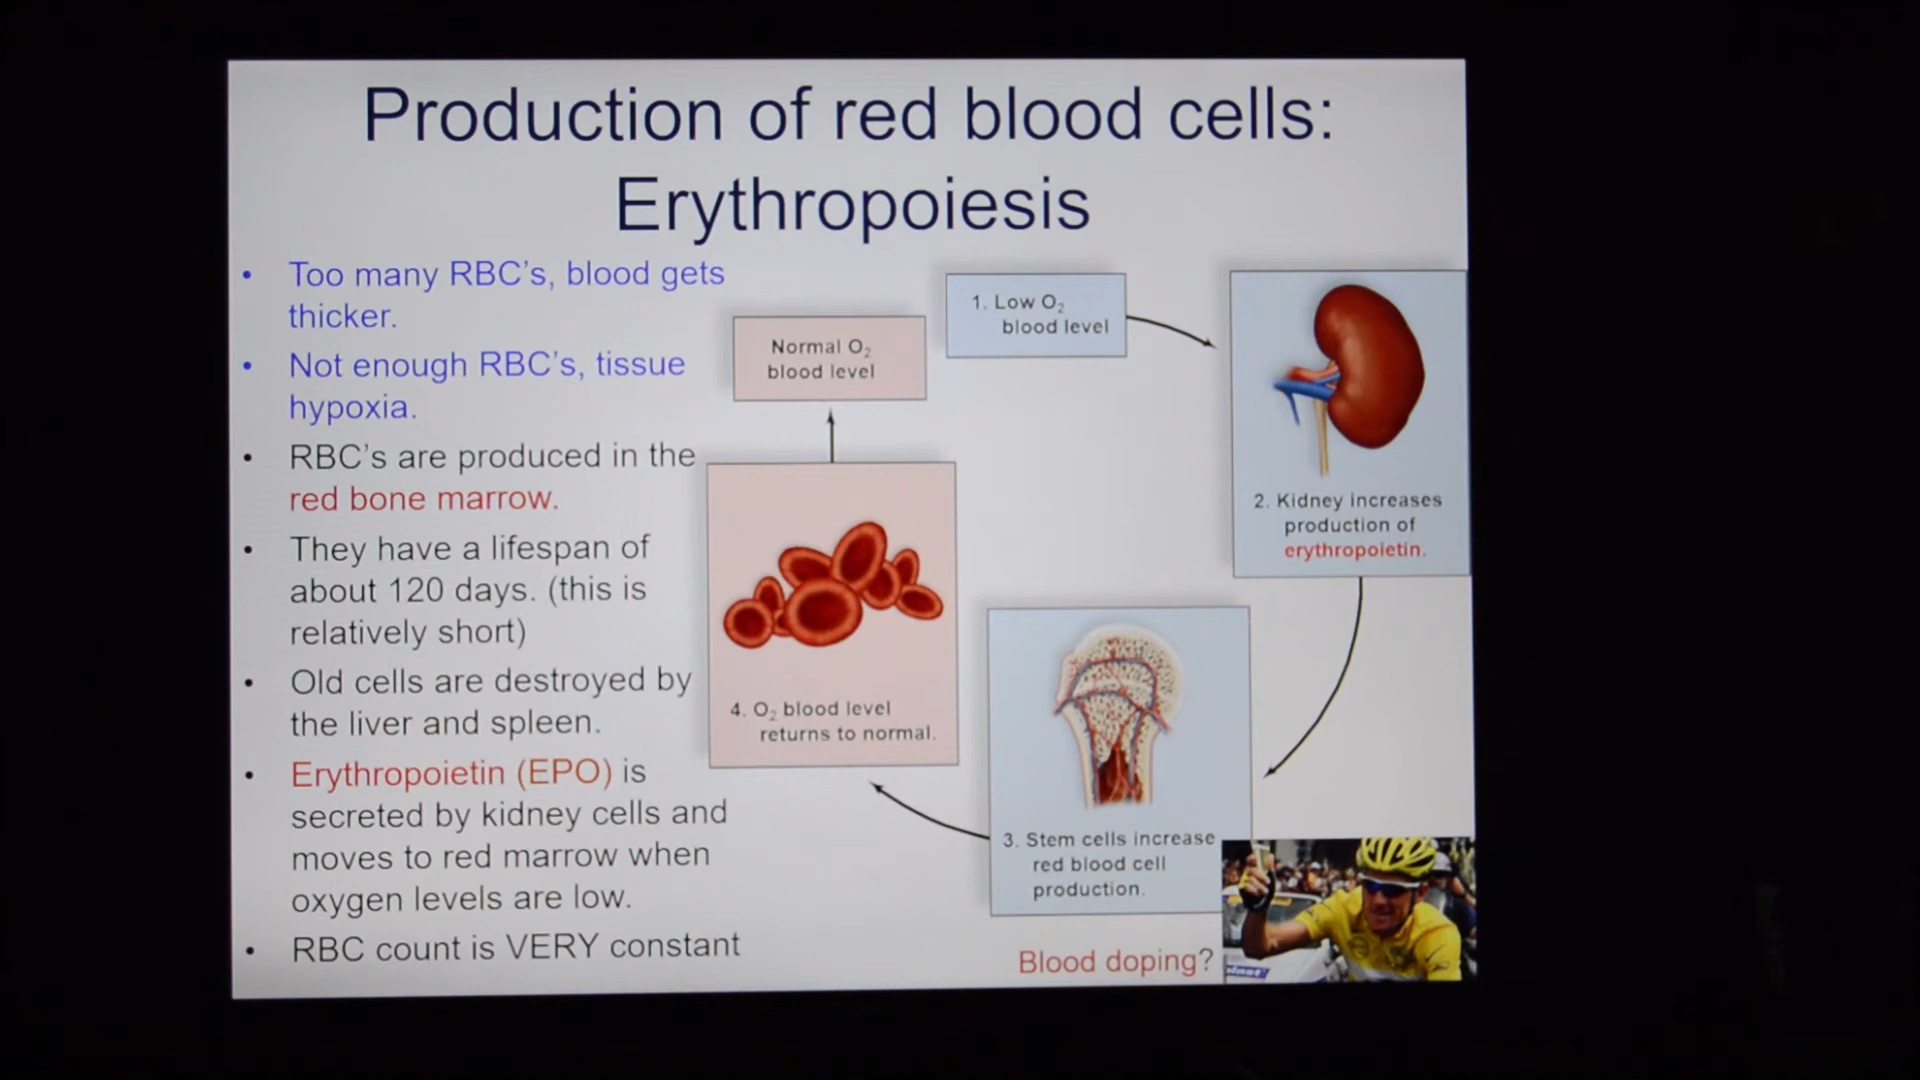 Production of red blood cells:
Erythropoiesis
• Too many RBC's, blood gets
thicker.
• Not enough RBC's, tissue
hypoxia.
• RBC's are produced in the
red bone marrow.
• They have a lifespan of
about 120 days. (this is
relatively short)
• Old cells are destroyed by
the liver and spleen.
• Erythropoietin (EPO) is
secreted by kidney cells and
moves to red marrow when
oxygen levels are low.
• RBC count is VERY constant
1. Low O₂
blood level
2. Kidney increases
production of
erythropoietin.
3. Stem cells increase
red blood cell
production.
4. O₂ blood level
returns to normal.
Normal O₂
blood level
Blood doping?